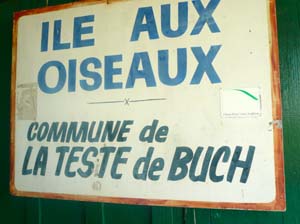 ILE AUX
OISEAUX
x
COMMUNE de
LA TESTE de BUCH